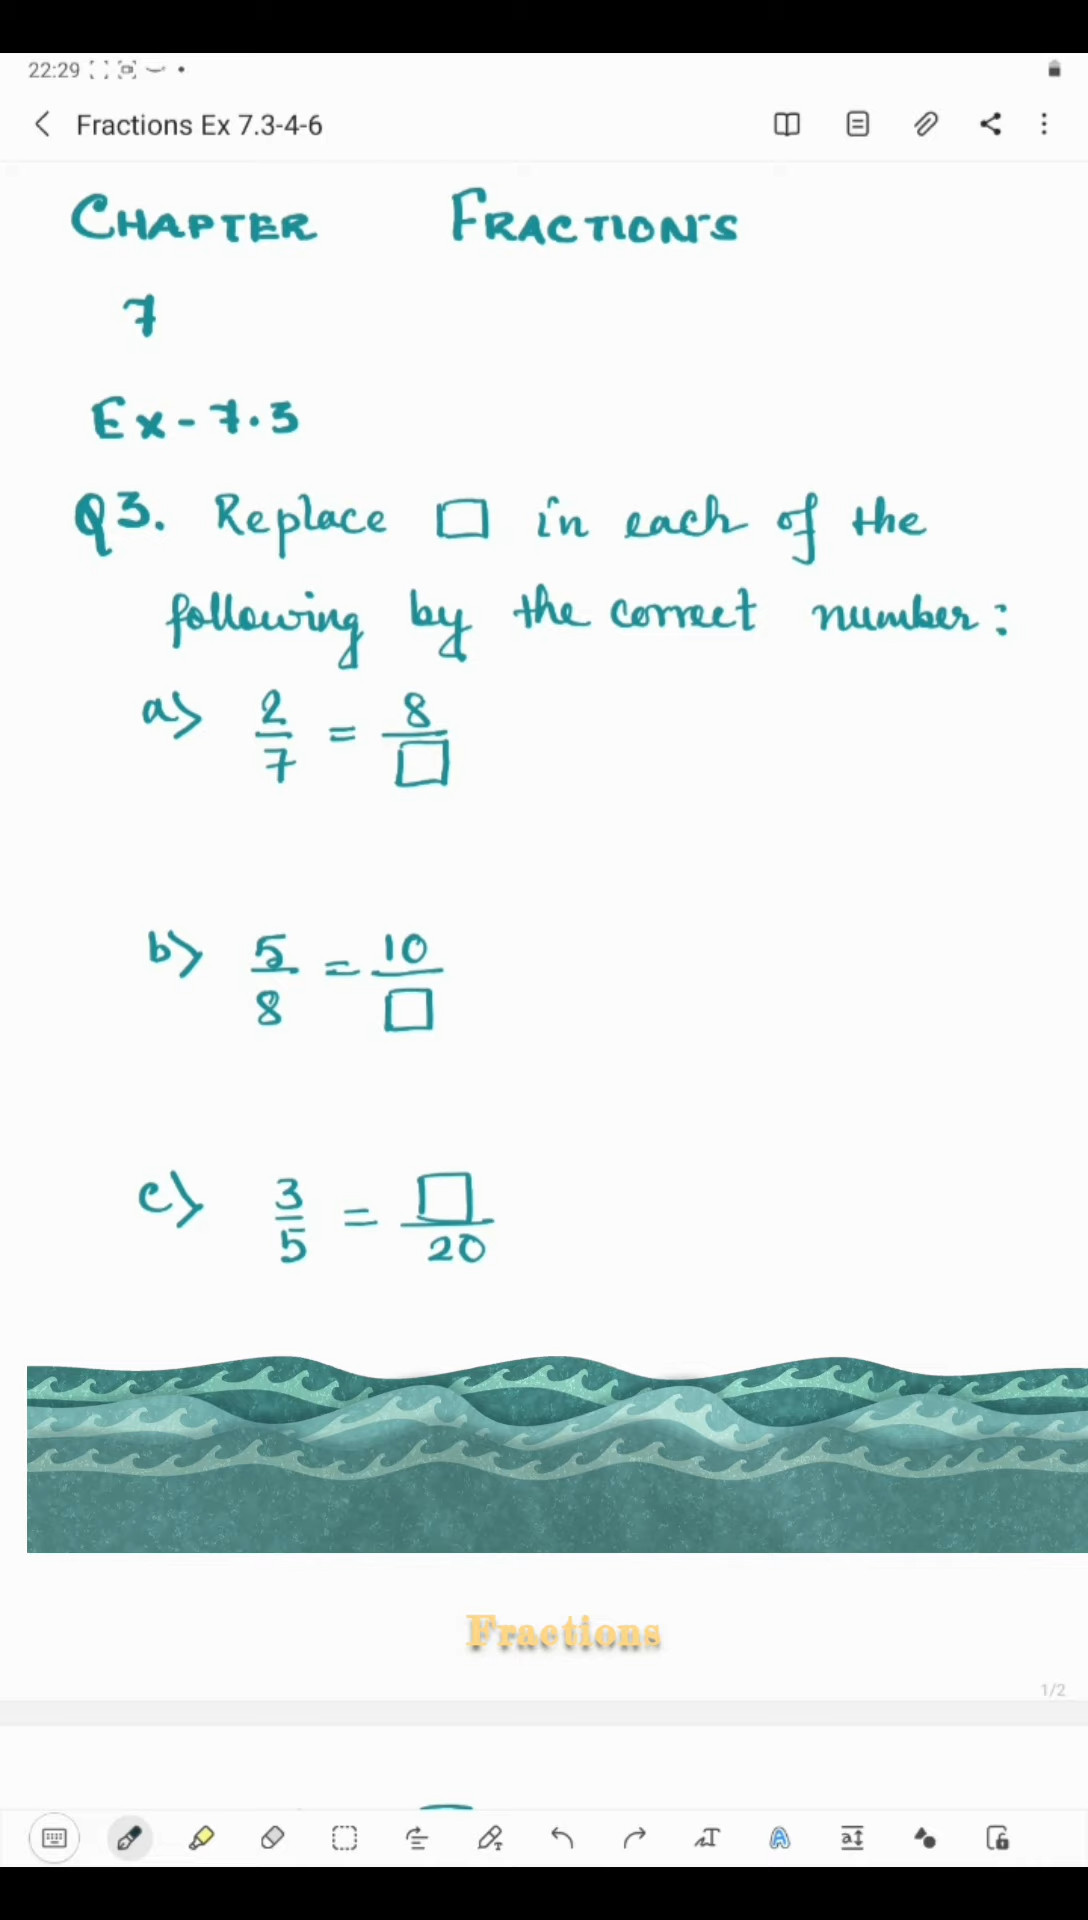 22:29
Fractions Ex 7.3-4-6
CHAPTER FRACTIONS
7
Ex - 7.3
Q3. Replace □ in each of the
following by the correct number:
a) 2/7 = 8/□
b) 5/8 = 10/□
c) 3/5 = □/20
Fractions
1/2